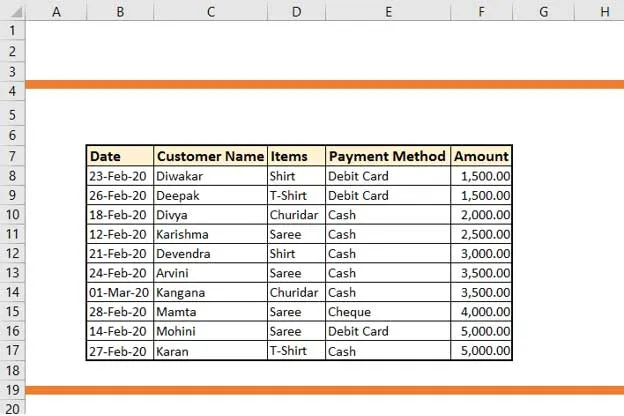 A B C D E F G H
1
2
3
4
5
6
7 Date Customer Name Items Payment Method Amount
8 23-Feb-20 Diwakar Shirt Debit Card 1,500.00
9 26-Feb-20 Deepak T-Shirt Debit Card 1,500.00
10 18-Feb-20 Divya Churidar Cash 2,000.00
11 12-Feb-20 Karishma Saree Cash 2,500.00
12 21-Feb-20 Devendra Shirt Cash 3,000.00
13 24-Feb-20 Arvini Saree Cash 3,500.00
14 01-Mar-20 Kangana Churidar Cash 3,500.00
15 28-Feb-20 Mamta Saree Cheque 4,000.00
16 14-Feb-20 Mohini Saree Debit Card 5,000.00
17 27-Feb-20 Karan T-Shirt Cash 5,000.00
18
19
20